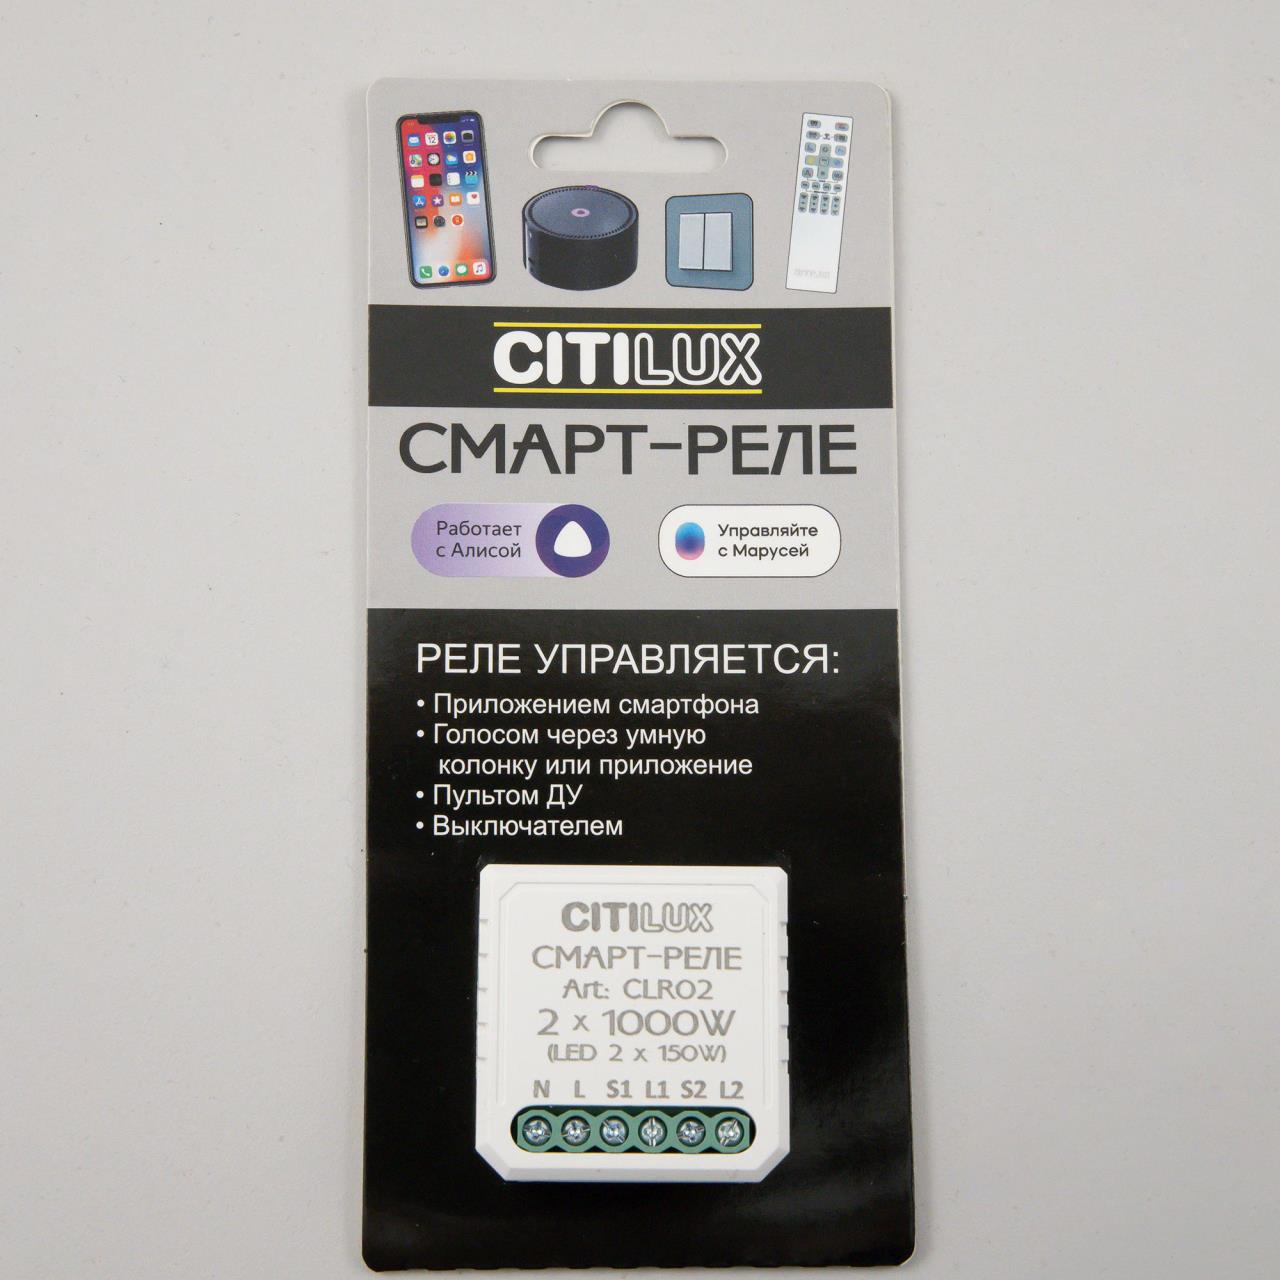 CITILUX
СМАРТ-РЕЛЕ
Работает
с Алисой
Управляйте
с Марусей
РЕЛЕ УПРАВЛЯЕТСЯ:
• Приложением смартфона
• Голосом через умную
колонку или приложение
• Пультом ДУ
• Выключателем
CITILUX
СМАРТ-РЕЛЕ
Art: CLR02
2 x 1000W
(LED 2 x 150W)
N L S1 L1 S2 L2